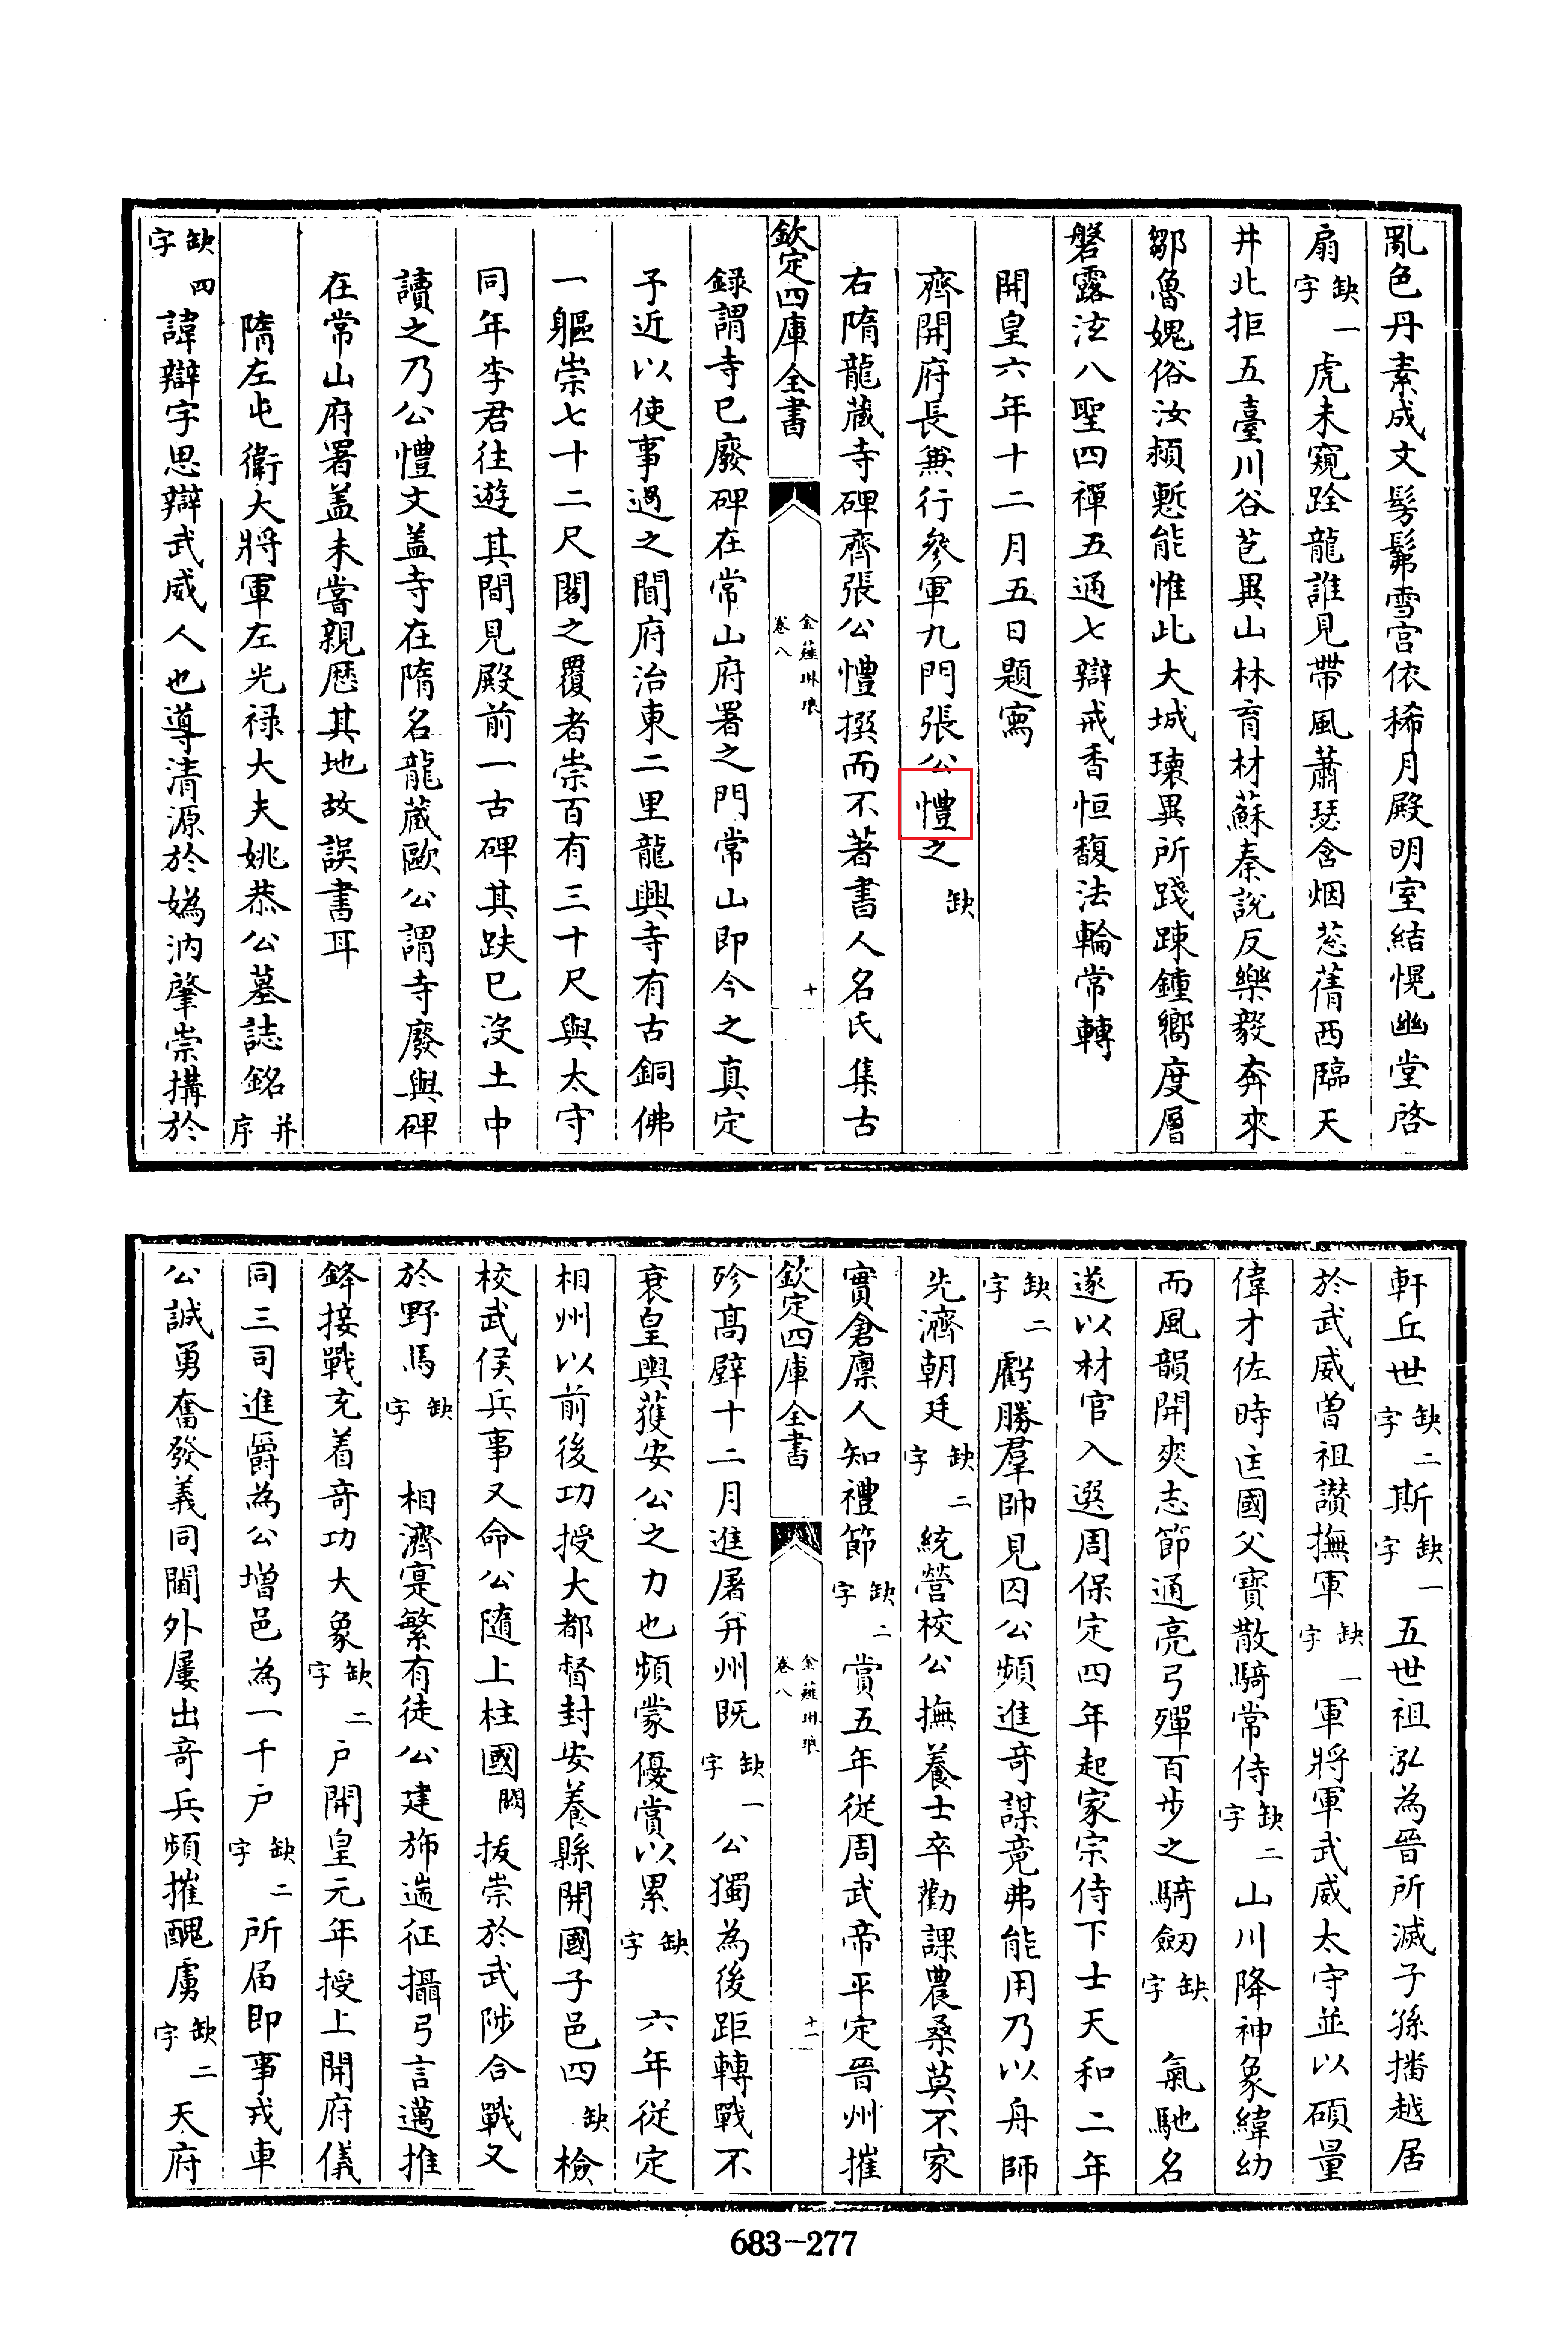 亂色丹素成文髣髴雪宮依稀月殿明室結愰幽堂啓
扇缺一字虎未窺跧龍誰見帶風蕭瑟含烟葱蒨西臨天
井北拒五臺川谷苞異山林育材蘇秦說反樂毅奔來
鄒魯媿俗汝潁慙能惟此大城瓌異所踐踈鍾嚮度層
磐露泫八聖四禪五通七辯戒香恒馥法輪常轉
開皇六年十二月五日題寫
齊開府長兼行參軍九門張公㦢之缺
右隋龍藏寺碑齊張公㦢撰而不著書人名氏集古
欽定四庫全書
金薤琳琅
卷八
十
録謂寺已廢碑在常山府署之門常山即今之真定
予近以使事過之間府治東二里龍興寺有古銅佛
一軀崇七十二尺閣之覆者崇百有三十尺與太守
同年李君往遊其間見殿前一古碑其趺已沒土中
讀之乃公㦢文盖寺在隋名龍藏歐公謂寺廢與碑
在常山府署盖未嘗親歴其地故誤書耳
隋左屯衛大將軍左光禄大夫姚恭公墓誌銘并序
缺四字諱辯字思辯武威人也導清源於媯汭肇崇搆於
軒丘世缺二字斯缺一字五世祖泓為晉所滅子孫播越居
於武威曽祖讃撫軍缺一字軍將軍武威太守並以碩量
偉才佐時匡國父寳散騎常侍缺二字山川降神象緯幼
而風韻開爽志節通亮弓殫百步之騎劒缺字氣馳名
遂以材官入選周保定四年起家宗侍下士天和二年
缺二字虧勝羣帥見囚公頻進竒謀竟弗能用乃以舟師
先濟朝廷缺二字統營校公撫養士卒勸課農桑莫不家
實倉廪人知禮節缺二字賞五年從周武帝平定晉州摧
欽定四庫全書
金薤琳琅
卷八
十一
殄髙壁十二月進屠并州既缺一字公獨為後距轉戰不
衰皇輿獲安公之力也頻蒙優賞以累缺字六年從定
相州以前後功授大都督封安養縣開國子邑四缺檢
校武侯兵事又命公随上柱國闕拔崇於武陟合戰又
於野馬缺字相濟寔繁有徒公建斾遄征攝弓言邁推
鋒接戰充着竒功大象缺二字户開皇元年授上開府儀
同三司進爵為公增邑為一千户缺二字所届即事戎車
公誠勇奮發義同閫外屢出竒兵頻摧醜虜缺二字天府
683-277